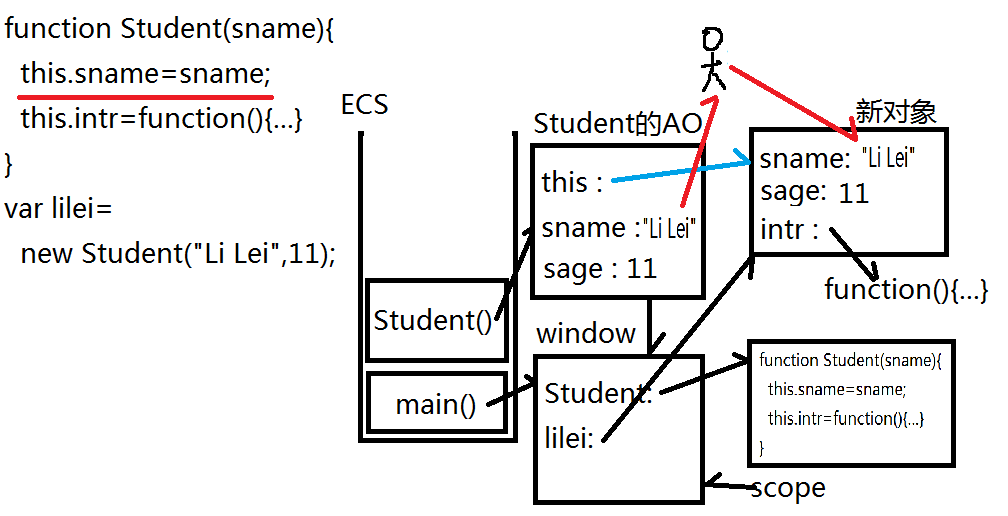 function Student(sname){
this.sname=sname;
this.intr=function(){...}
}
var lilei=
new Student("Li Lei",11);
ECS
Student()
main()
Student的AO
this :
sname :"Li Lei"
sage : 11
新对象
sname: "Li Lei"
sage: 11
intr :
function(){...}
window
Student:
lilei:
function Student(sname){
this.sname=sname;
this.intr=function(){...}
}
scope